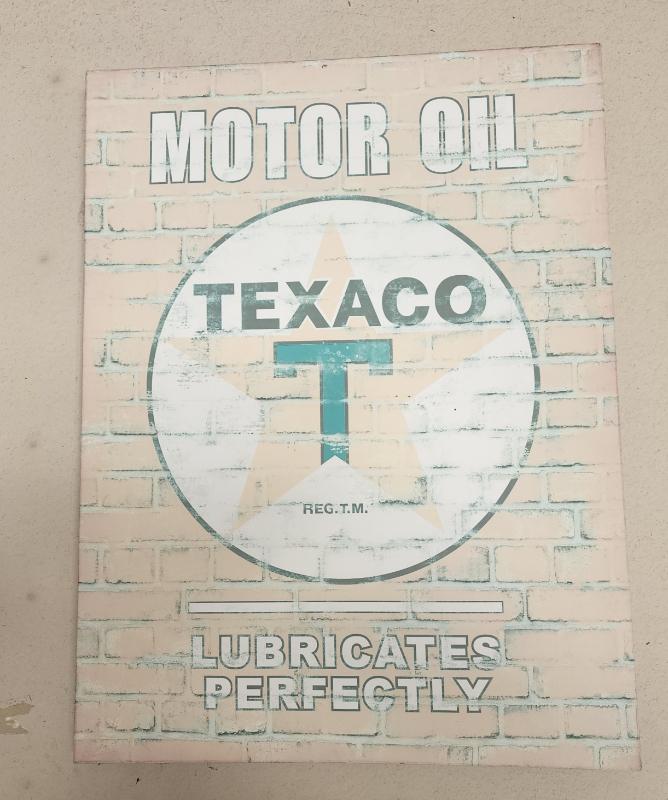 MOTOR OIL
TEXACO
T
REG.T.M.
LUBRICATES
PERFECTLY